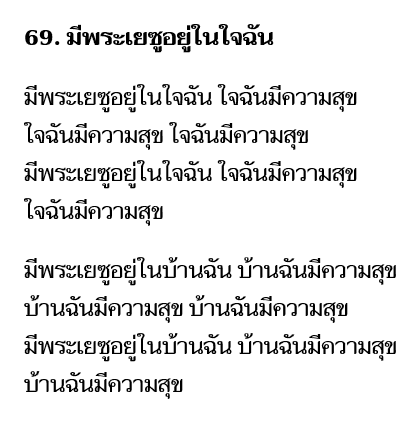 69. มีพระเยซูอยู่ในใจฉัน
มีพระเยซูอยู่ในใจฉัน ใจฉันมีความสุข
ใจฉันมีความสุข ใจฉันมีความสุข
มีพระเยซูอยู่ในใจฉัน ใจฉันมีความสุข
ใจฉันมีความสุข
มีพระเยซูอยู่ในบ้านฉัน บ้านฉันมีความสุข
บ้านฉันมีความสุข บ้านฉันมีความสุข
มีพระเยซูอยู่ในบ้านฉัน บ้านฉันมีความสุข
บ้านฉันมีความสุข